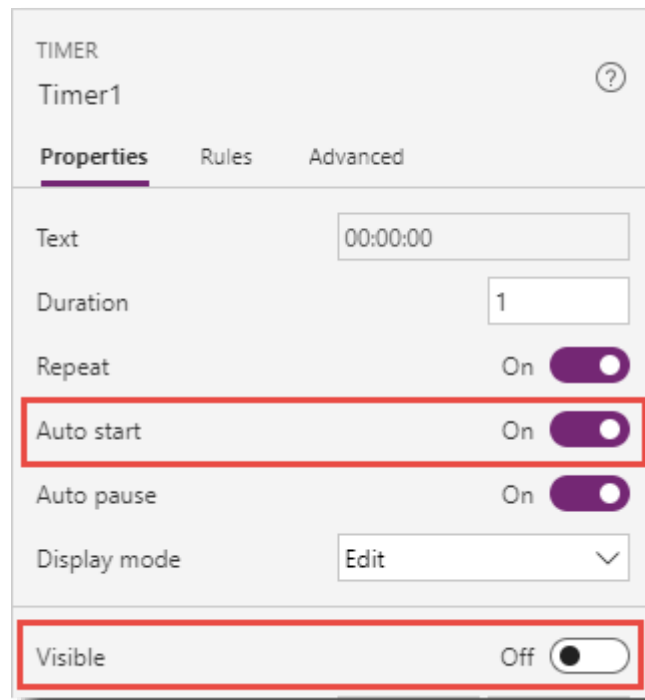 TIMER
Timer1
?
Properties Rules Advanced
Text 00:00:00
Duration 1
Repeat On
Auto start On
Auto pause On
Display mode Edit
Visible Off